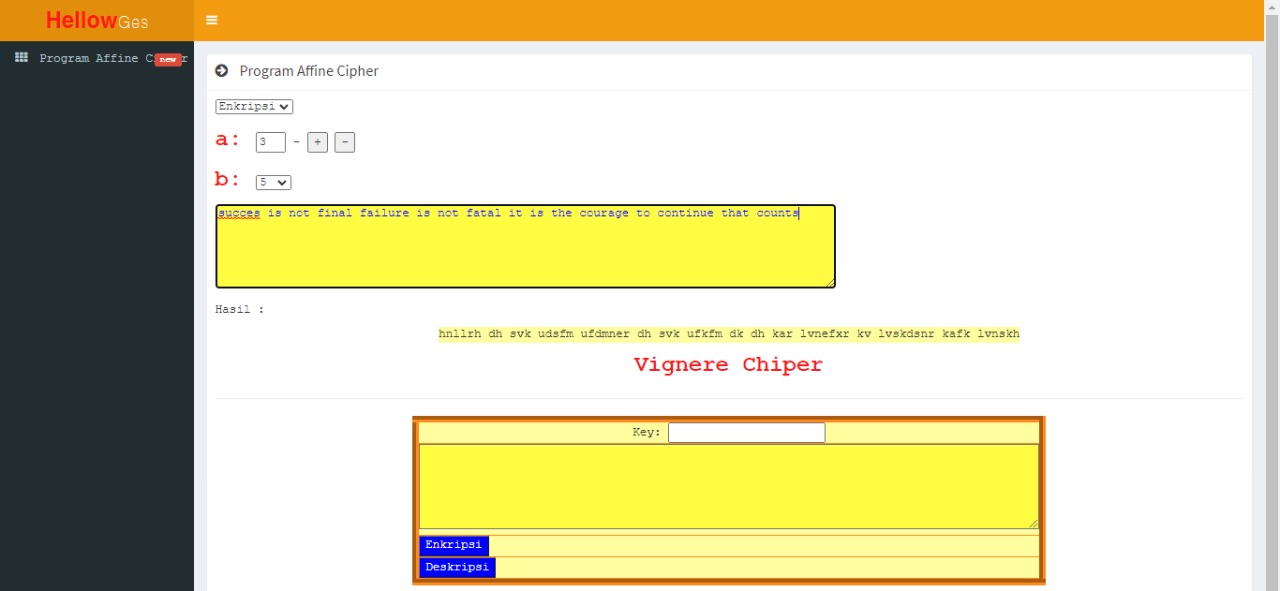 HellowGes
Program Affine C r new
Program Affine Cipher
Enkripsi
a: 3 - + -
b: 5
succes is not final failure is not fatal it is the courage to continue that counts
Hasil :
hnllrh dh svk udsfm ufdmner dh svk ufkfm dk dh kar lvnefxr kv lvskdsnr kafk lvnskh
Vignere Chiper
Key:
Enkripsi
Deskripsi